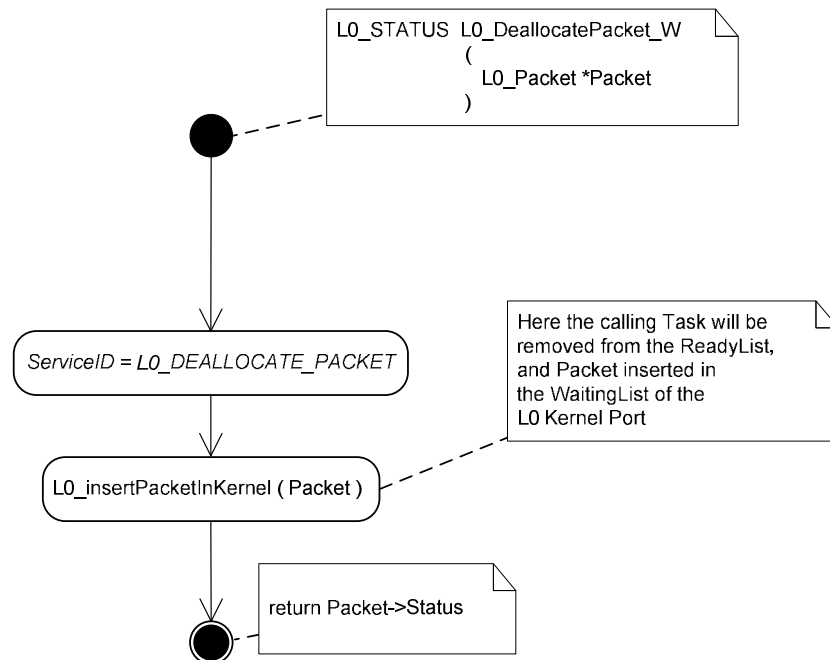 L0_STATUS L0_DeallocatePacket_W
(
L0_Packet *Packet
)
ServiceID = L0_DEALLOCATE_PACKET
Here the calling Task will be
removed from the ReadyList,
and Packet inserted in
the WaitingList of the
L0 Kernel Port
L0_insertPacketInKernel ( Packet )
return Packet->Status